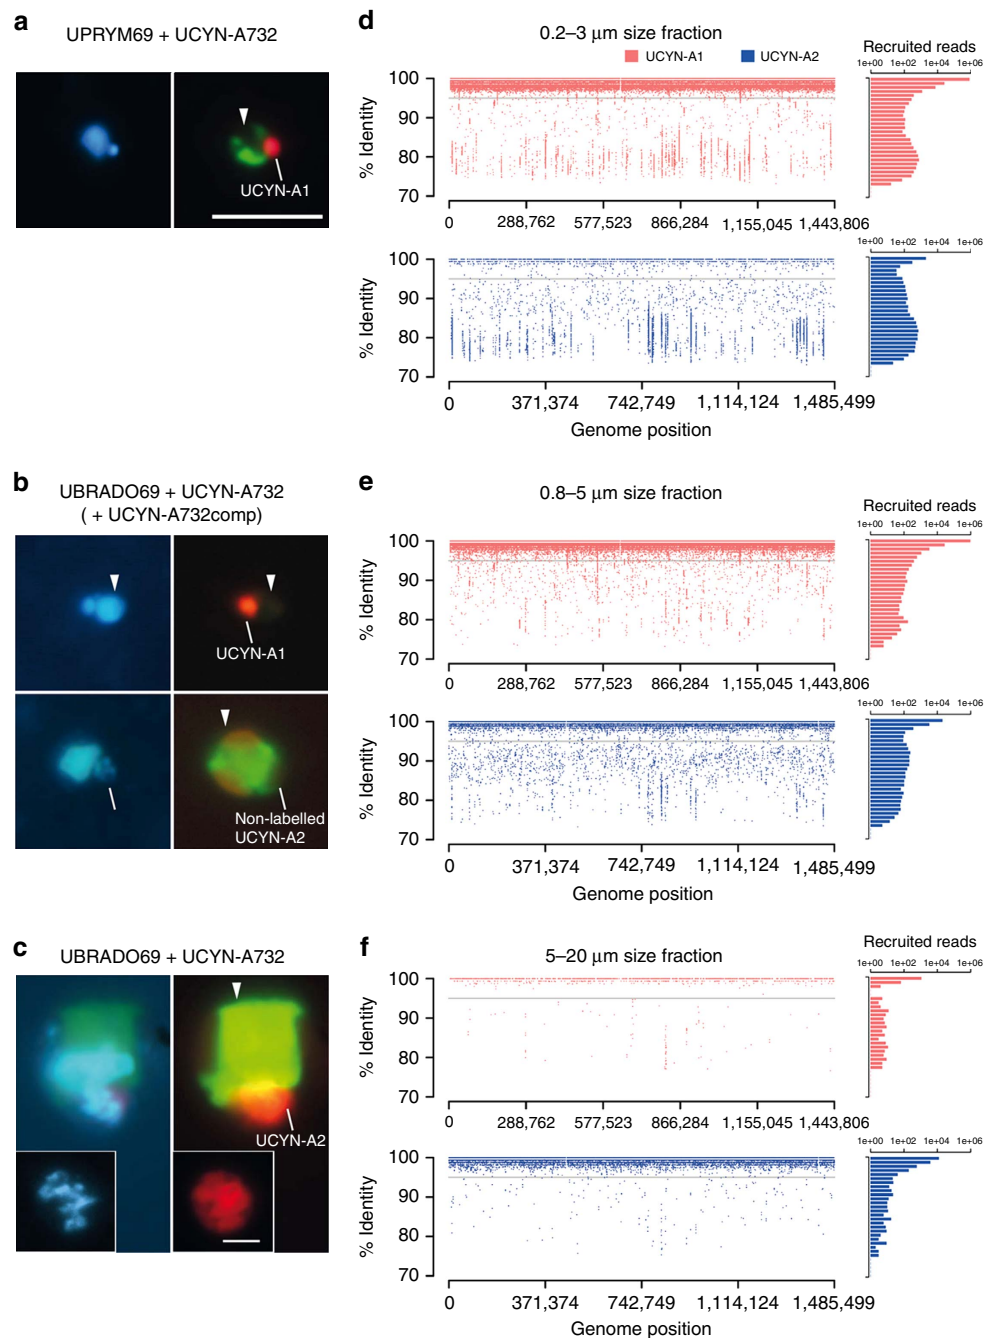 a
UPRYM69 + UCYN-A732
UCYN-A1
d
0.2–3 μm size fraction
UCYN-A1 UCYN-A2
Recruited reads
1e+00 1e+02 1e+04 1e+06
% Identity
100
90
80
70
0 288,762 577,523 866,284 1,155,045 1,443,806
1e+00 1e+02 1e+04 1e+06
% Identity
100
90
80
70
0 371,374 742,749 1,114,124 1,485,499
Genome position
b
UBRADO69 + UCYN-A732
( + UCYN-A732comp)
UCYN-A1
Non-labelled
UCYN-A2
e
0.8–5 μm size fraction
Recruited reads
1e+00 1e+02 1e+04 1e+06
% Identity
100
90
80
70
0 288,762 577,523 866,284 1,155,045 1,443,806
1e+00 1e+02 1e+04 1e+06
% Identity
100
90
80
70
0 371,374 742,749 1,114,124 1,485,499
Genome position
c
UBRADO69 + UCYN-A732
UCYN-A2
f
5–20 μm size fraction
Recruited reads
1e+00 1e+02 1e+04 1e+06
% Identity
100
90
80
70
0 288,762 577,523 866,284 1,155,045 1,443,806
1e+00 1e+02 1e+04 1e+06
% Identity
100
90
80
70
0 371,374 742,749 1,114,124 1,485,499
Genome position